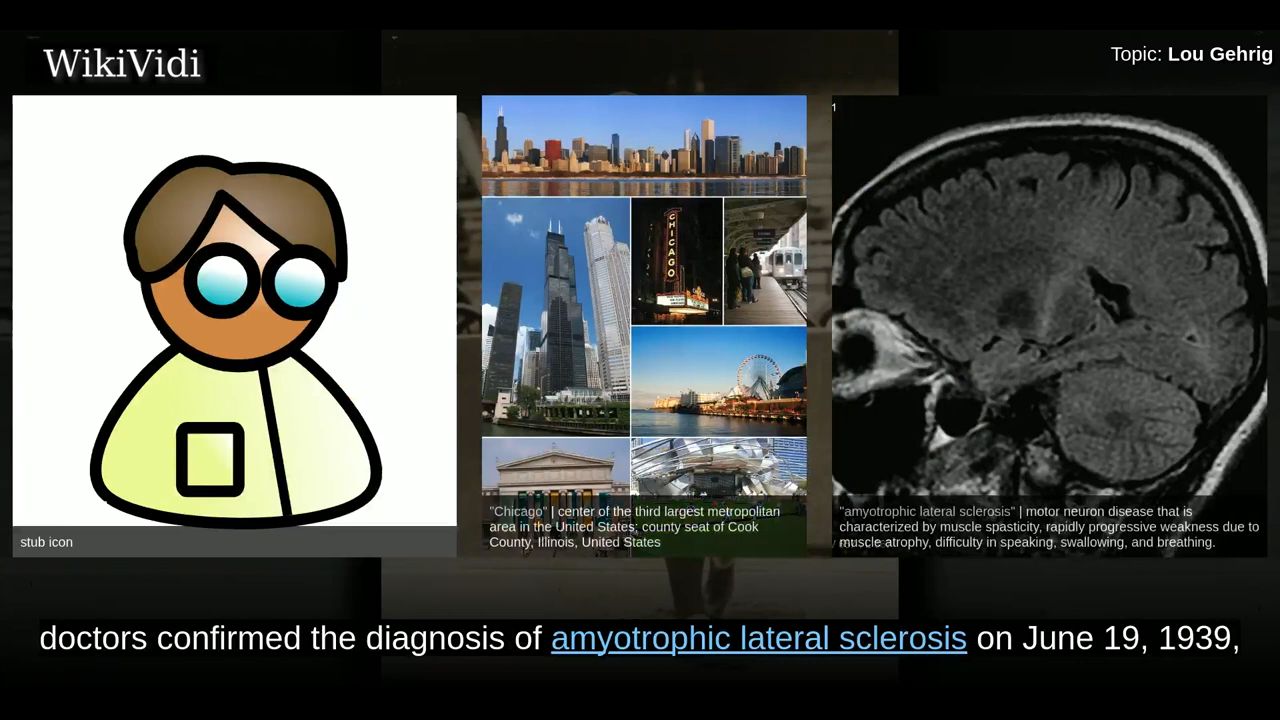 WikiVidi
Topic: Lou Gehrig
1
CHICAGO
stub icon
"Chicago" | center of the third largest metropolitan
area in the United States; county seat of Cook
County, Illinois, United States
"amyotrophic lateral sclerosis" | motor neuron disease that is
characterized by muscle spasticity, rapidly progressive weakness due to
muscle atrophy, difficulty in speaking, swallowing, and breathing.
doctors confirmed the diagnosis of amyotrophic lateral sclerosis on June 19, 1939,